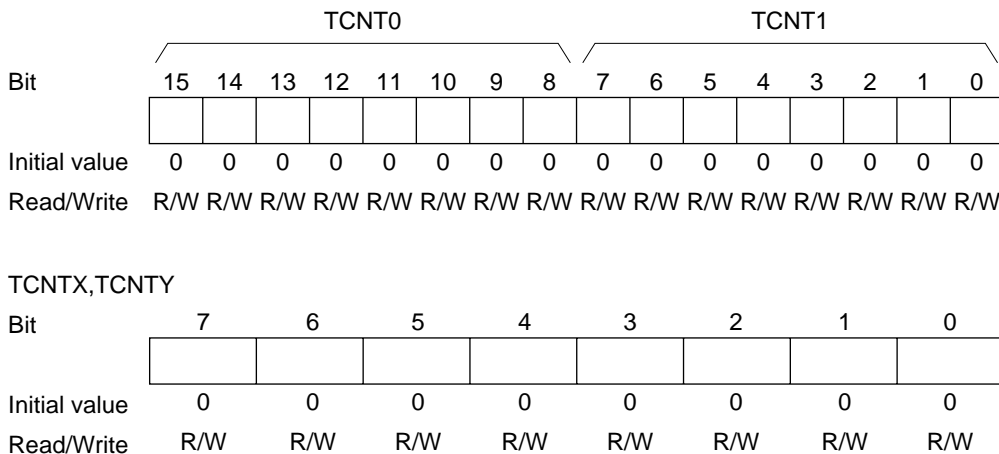 TCNT0 TCNT1
Bit 15 14 13 12 11 10 9 8 7 6 5 4 3 2 1 0
Initial value 0 0 0 0 0 0 0 0 0 0 0 0 0 0 0 0
Read/Write R/W R/W R/W R/W R/W R/W R/W R/W R/W R/W R/W R/W R/W R/W R/W R/W
TCNTX,TCNTY
Bit 7 6 5 4 3 2 1 0
Initial value 0 0 0 0 0 0 0 0
Read/Write R/W R/W R/W R/W R/W R/W R/W R/W